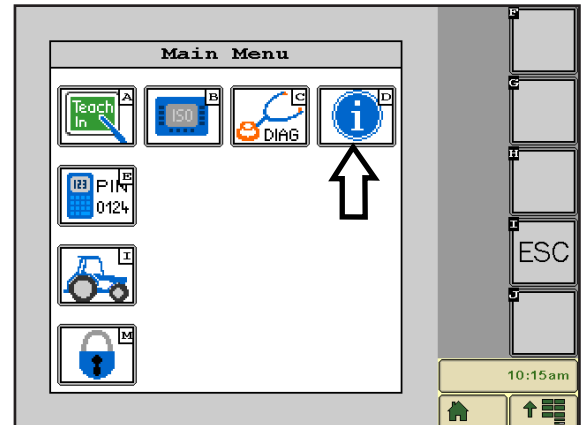 F
Main Menu
G
Teach In A
ISO B
DIAG C
i D
H
123 PIN 0124 E
I
I
ESC
J
M
10:15am